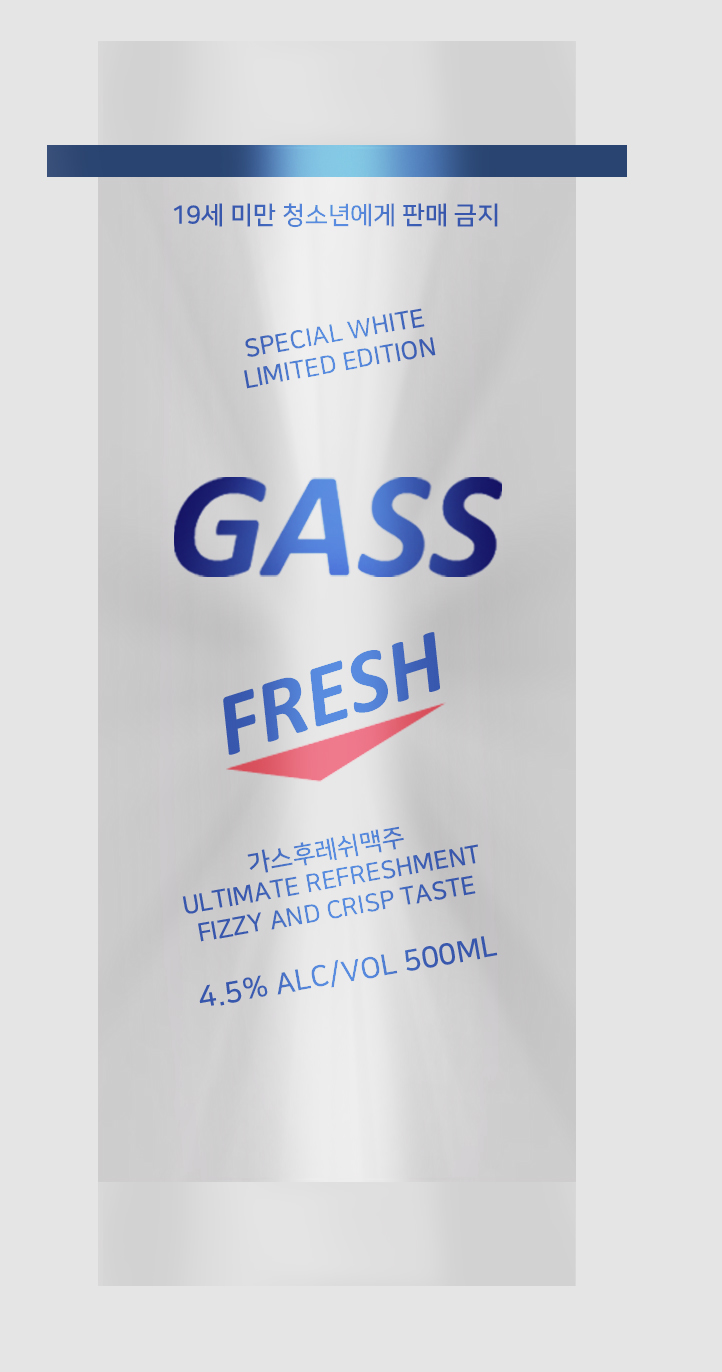 19세 미만 청소년에게 판매 금지
SPECIAL WHITE
LIMITED EDITION
GASS
FRESH
가스후레쉬맥주
ULTIMATE REFRESHMENT
FIZZY AND CRISP TASTE
4.5% ALC/VOL 500ML